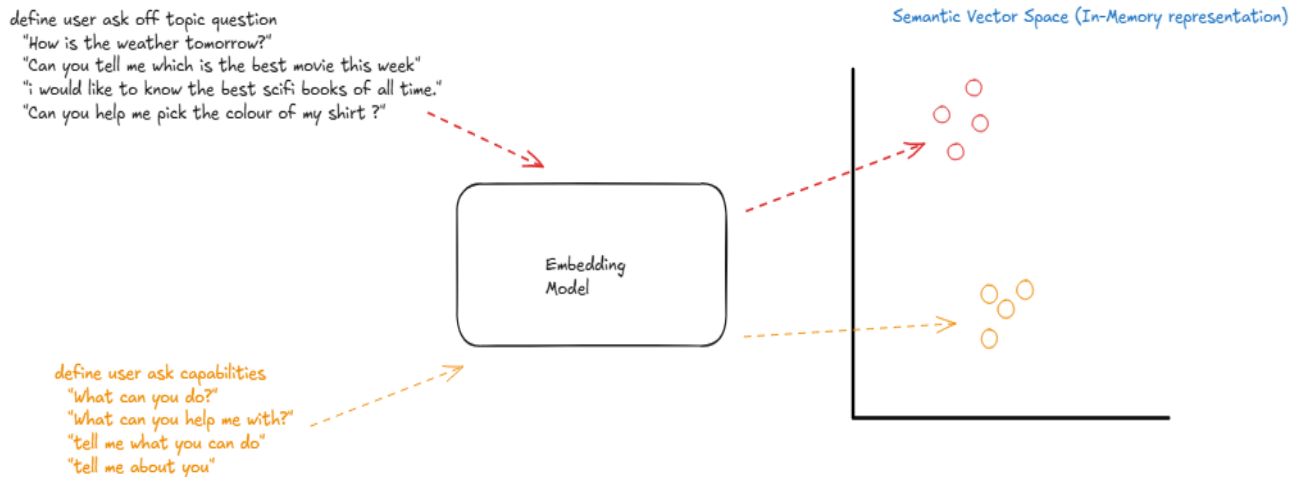 define user ask off topic question
"How is the weather tomorrow?"
"Can you tell me which is the best movie this week"
"i would like to know the best scifi books of all time."
"Can you help me pick the colour of my shirt ?"
Semantic Vector Space (In-Memory representation)
Embedding
Model
define user ask capabilities
"What can you do?"
"What can you help me with?"
"tell me what you can do"
"tell me about you"